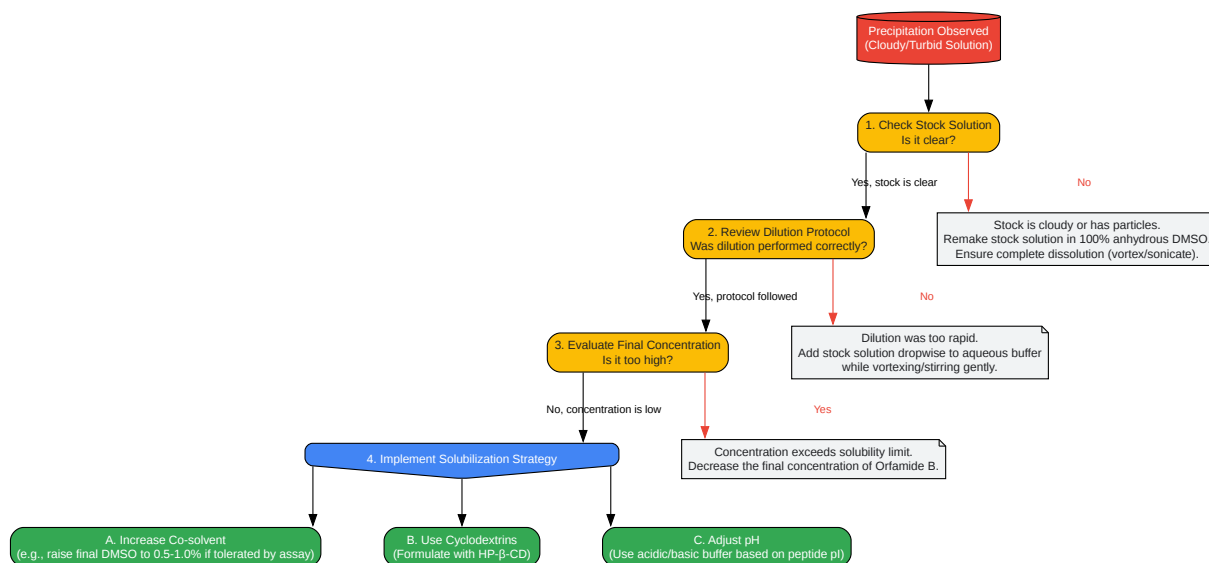 Precipitation Observed
(Cloudy/Turbid Solution)
1. Check Stock Solution
Is it clear?
Yes, stock is clear
No
Stock is cloudy or has particles.
Remake stock solution in 100% anhydrous DMSO.
Ensure complete dissolution (vortex/sonicate).
2. Review Dilution Protocol
Was dilution performed correctly?
Yes, protocol followed
No
Dilution was too rapid.
Add stock solution dropwise to aqueous buffer
while vortexing/stirring gently.
3. Evaluate Final Concentration
Is it too high?
No, concentration is low
Yes
Concentration exceeds solubility limit.
Decrease the final concentration of Orfamide B.
4. Implement Solubilization Strategy
A. Increase Co-solvent
(e.g., raise final DMSO to 0.5-1.0% if tolerated by assay)
B. Use Cyclodextrins
(Formulate with HP-β-CD)
C. Adjust pH
(Use acidic/basic buffer based on peptide pI)